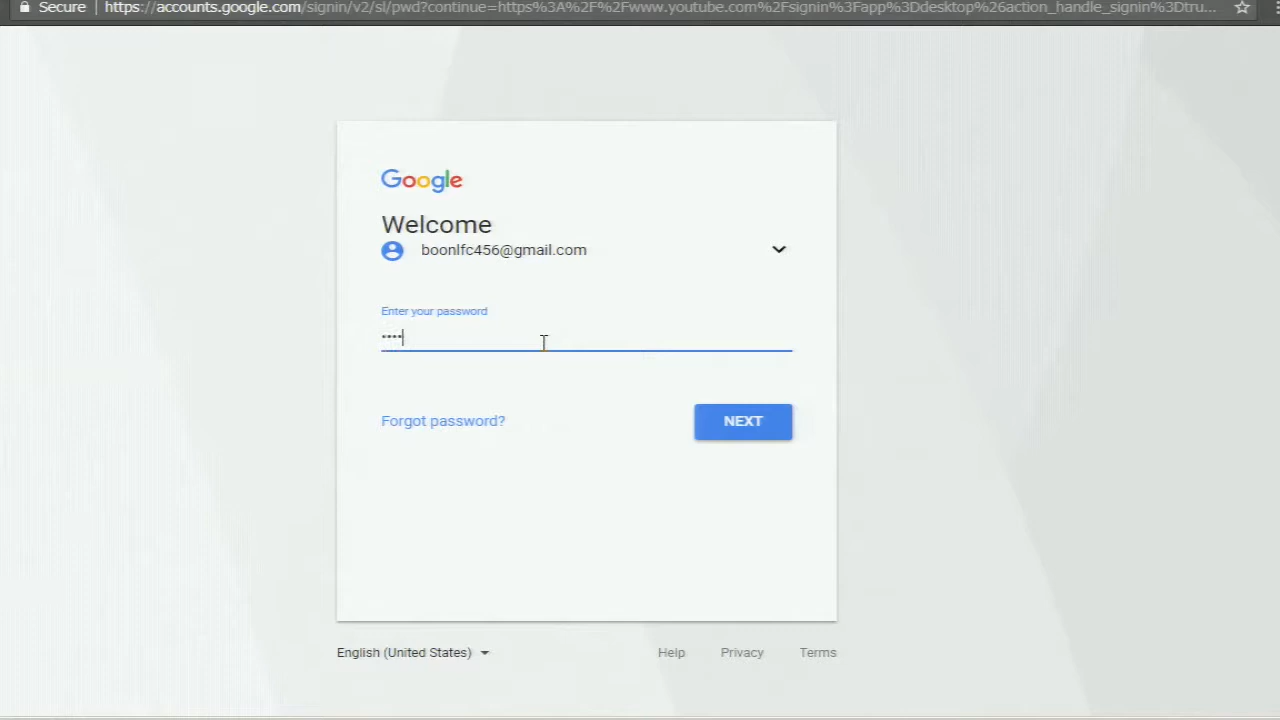 Secure | https://accounts.google.com/signin/v2/sl/pwd?continue=https%3A%2F%2Fwww.youtube.com%2Fsignin%3Fapp%3Ddesktop%26action_handle_signin%3Dtru...
Google
Welcome
boonlfc456@gmail.com
Enter your password
••••
Forgot password?
NEXT
English (United States)
Help Privacy Terms